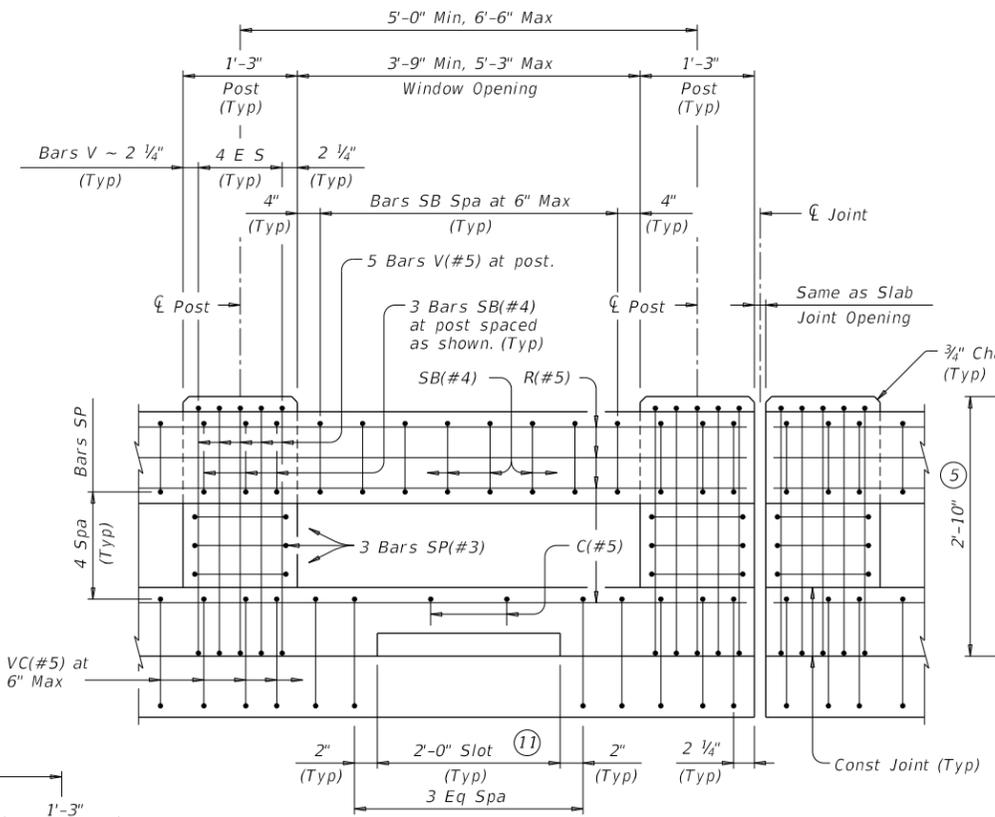 5'-0" Min, 6'-6" Max
1'-3"
Post
(Typ)
3'-9" Min, 5'-3" Max
Window Opening
1'-3"
Post
(Typ)
Bars V ~ 2 ¼"
(Typ)
4 E S
(Typ)
2 ¼"
(Typ)
4"
(Typ)
Bars SB Spa at 6" Max
(Typ)
4"
(Typ)
℄ Joint
5 Bars V(#5) at post.
℄ Post
3 Bars SB(#4)
at post spaced
as shown. (Typ)
℄ Post
Same as Slab
Joint Opening
SB(#4)
R(#5)
¾" Cha
(Typ)
Bars SP
4 Spa
(Typ)
5
2'-10"
3 Bars SP(#3)
C(#5)
VC(#5) at
6" Max
2"
(Typ)
2'-0" Slot
(Typ)
11
2"
(Typ)
2 ¼"
(Typ)
Const Joint (Typ)
3 Eq Spa
1'-3"